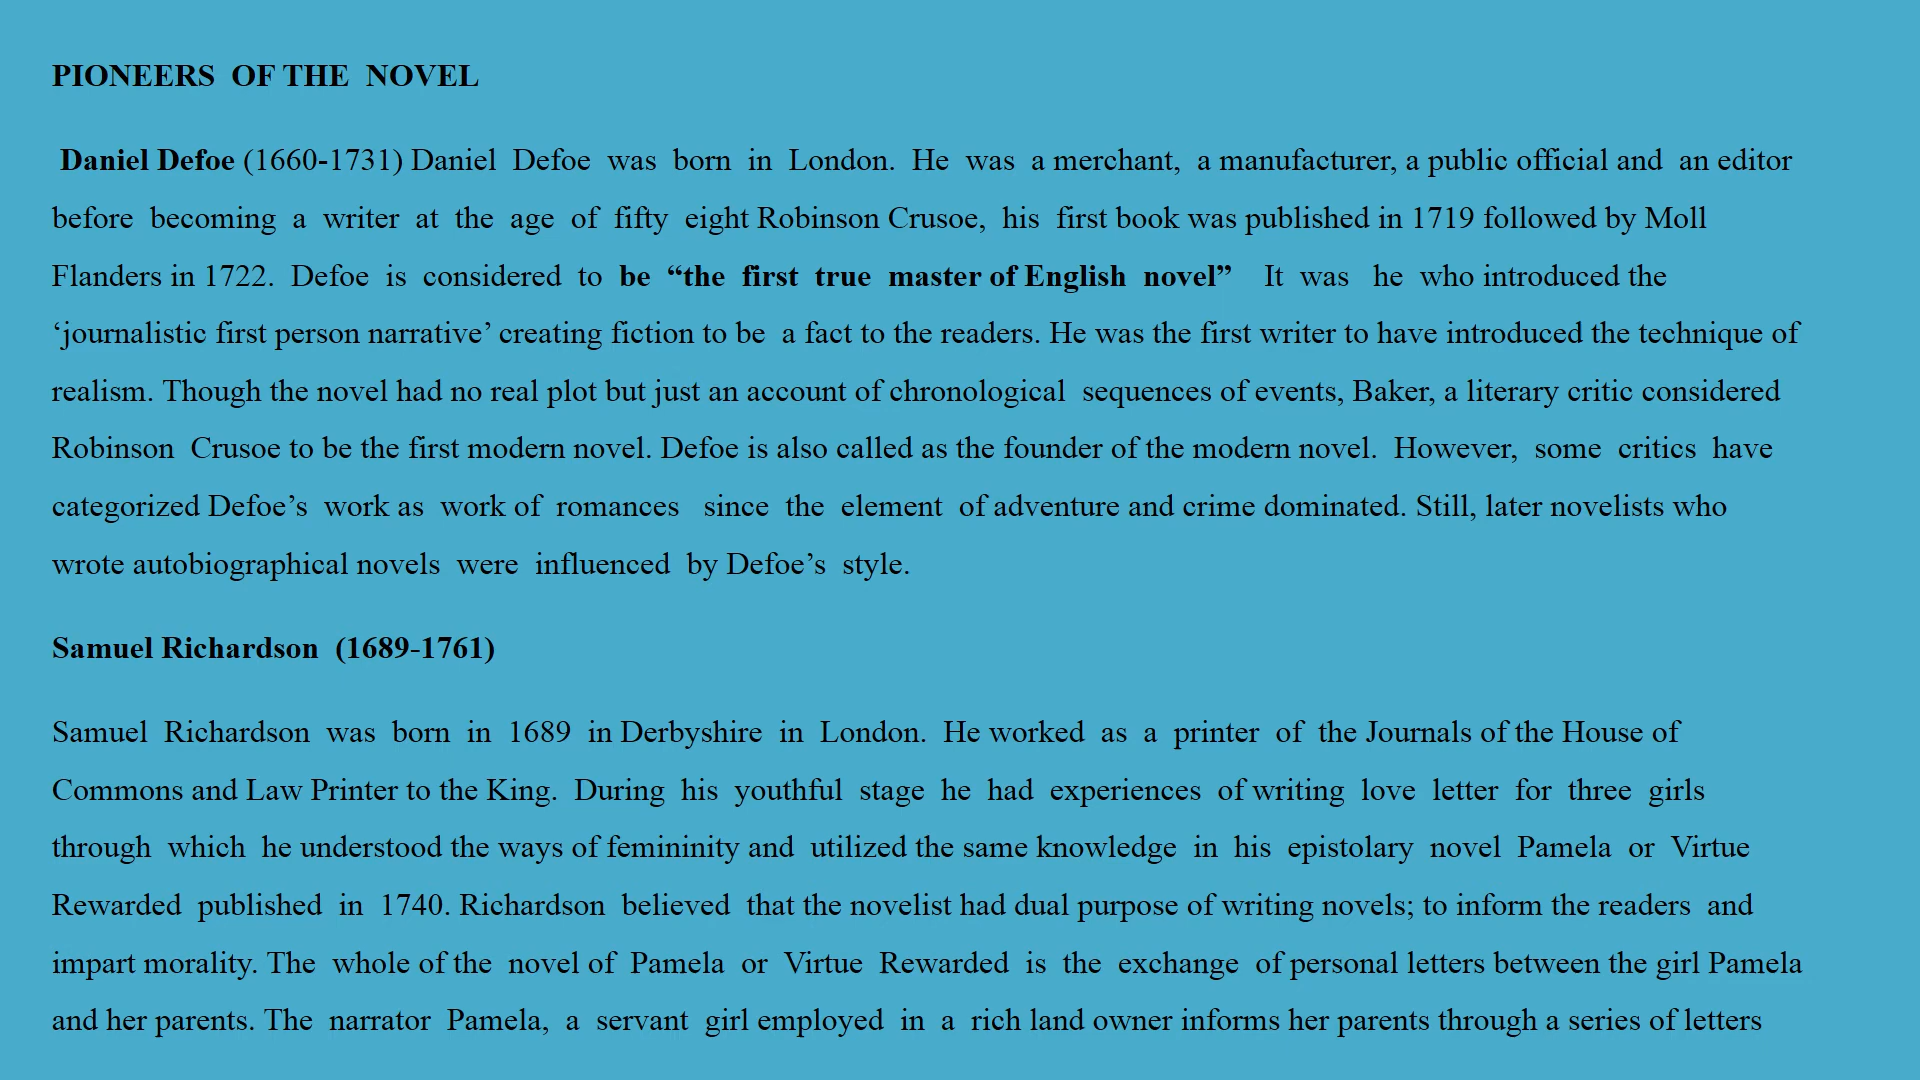 PIONEERS OF THE NOVEL
Daniel Defoe (1660-1731) Daniel Defoe was born in London. He was a merchant, a manufacturer, a public official and an editor
before becoming a writer at the age of fifty eight Robinson Crusoe, his first book was published in 1719 followed by Moll
Flanders in 1722. Defoe is considered to be “the first true master of English novel” It was he who introduced the
‘journalistic first person narrative’ creating fiction to be a fact to the readers. He was the first writer to have introduced the technique of
realism. Though the novel had no real plot but just an account of chronological sequences of events, Baker, a literary critic considered
Robinson Crusoe to be the first modern novel. Defoe is also called as the founder of the modern novel. However, some critics have
categorized Defoe’s work as work of romances since the element of adventure and crime dominated. Still, later novelists who
wrote autobiographical novels were influenced by Defoe’s style.
Samuel Richardson (1689-1761)
Samuel Richardson was born in 1689 in Derbyshire in London. He worked as a printer of the Journals of the House of
Commons and Law Printer to the King. During his youthful stage he had experiences of writing love letter for three girls
through which he understood the ways of femininity and utilized the same knowledge in his epistolary novel Pamela or Virtue
Rewarded published in 1740. Richardson believed that the novelist had dual purpose of writing novels; to inform the readers and
impart morality. The whole of the novel of Pamela or Virtue Rewarded is the exchange of personal letters between the girl Pamela
and her parents. The narrator Pamela, a servant girl employed in a rich land owner informs her parents through a series of letters